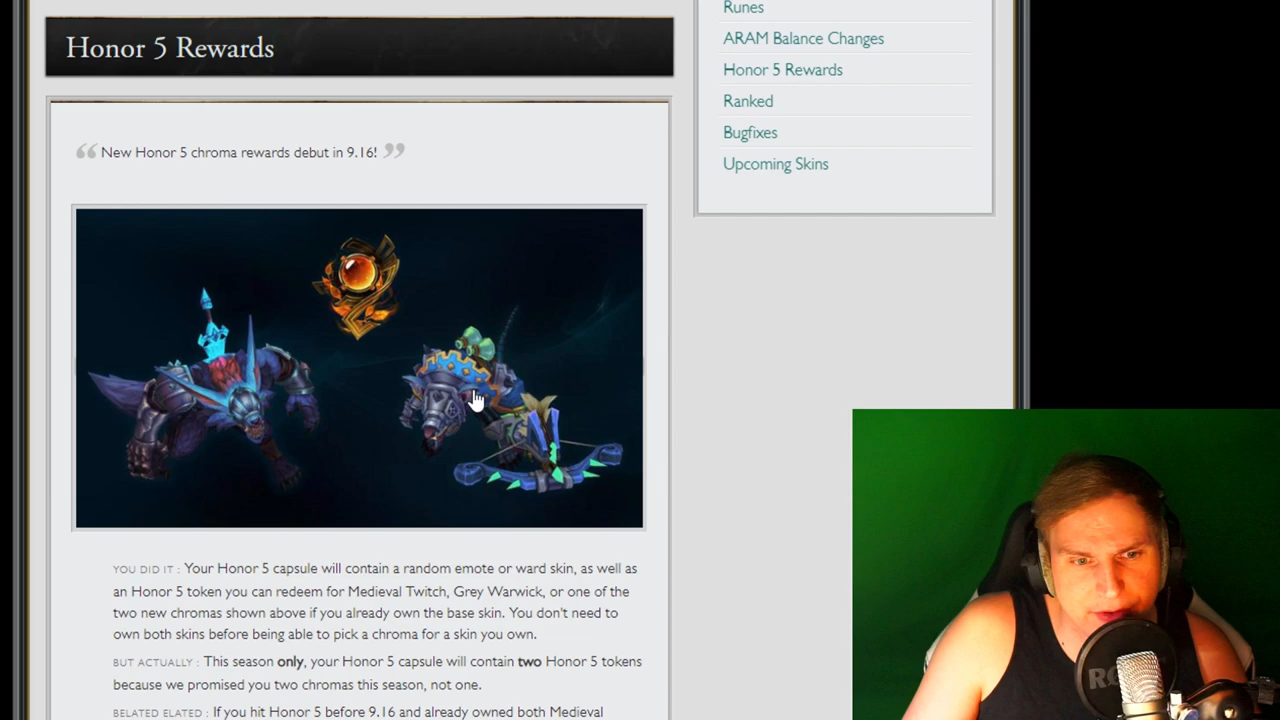 Honor 5 Rewards
New Honor 5 chroma rewards debut in 9.16!
YOU DID IT : Your Honor 5 capsule will contain a random emote or ward skin, as well as
an Honor 5 token you can redeem for Medieval Twitch, Grey Warwick, or one of the
two new chromas shown above if you already own the base skin. You don't need to
own both skins before being able to pick a chroma for a skin you own.
BUT ACTUALLY : This season only, your Honor 5 capsule will contain two Honor 5 tokens
because we promised you two chromas this season, not one.
BELATED ELATED : If you hit Honor 5 before 9.16 and already owned both Medieval
Runes
ARAM Balance Changes
Honor 5 Rewards
Ranked
Bugfixes
Upcoming Skins